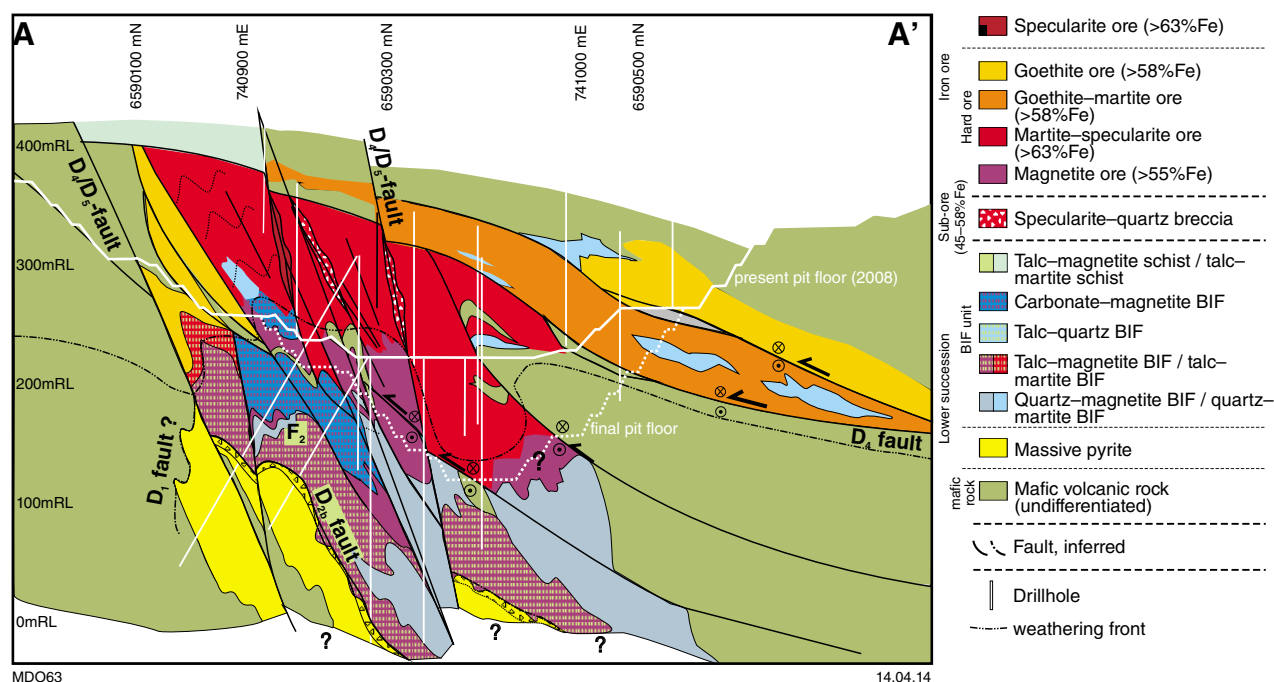 A
A’
6590100 mN
740900 mE
6590300 mN
741000 mE
6590500 mN
400mRL
300mRL
200mRL
100mRL
0mRL
D4/D5-fault
D4/D5-fault
present pit floor (2008)
final pit floor
D4 fault
D1 fault ?
F2
D2b fault
?
?
?
?
MDO63
14.04.14
Specularite ore (>63%Fe)
Iron ore
Hard ore
Goethite ore (>58%Fe)
Goethite–martite ore
(>58%Fe)
Martite–specularite ore
(>63%Fe)
Magnetite ore (>55%Fe)
Sub-ore
(45–58%Fe)
Specularite–quartz breccia
Lower succession
BIF unit
Talc–magnetite schist / talc–
martite schist
Carbonate–magnetite BIF
Talc–quartz BIF
Talc–magnetite BIF / talc–
martite BIF
Quartz–magnetite BIF / quartz–
martite BIF
Massive pyrite
mafic
rock
Mafic volcanic rock
(undifferentiated)
Fault, inferred
Drillhole
weathering front